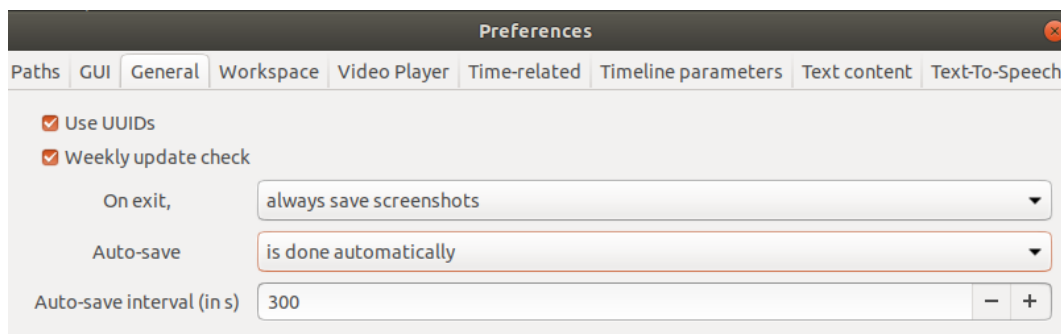 Preferences
Paths GUI General Workspace Video Player Time-related Timeline parameters Text content Text-To-Speech
Use UUIDs
Weekly update check
On exit, always save screenshots
Auto-save is done automatically
Auto-save interval (in s) 300